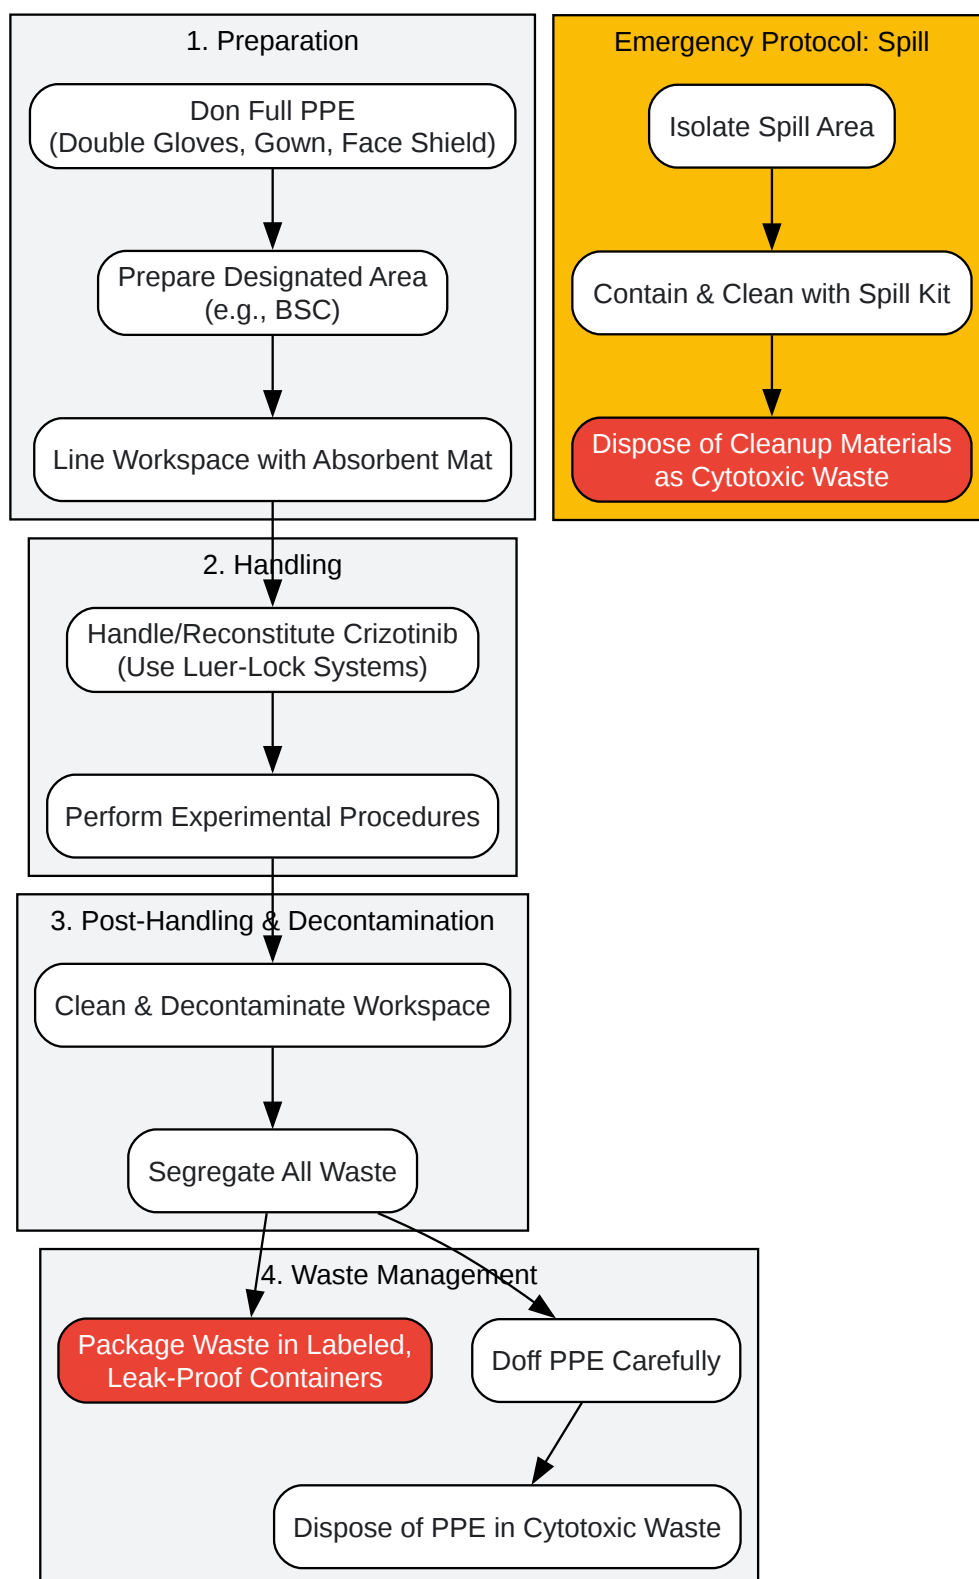 1. Preparation
Don Full PPE
(Double Gloves, Gown, Face Shield)
Prepare Designated Area
(e.g., BSC)
Line Workspace with Absorbent Mat
Emergency Protocol: Spill
Isolate Spill Area
Contain & Clean with Spill Kit
Dispose of Cleanup Materials
as Cytotoxic Waste
2. Handling
Handle/Reconstitute Crizotinib
(Use Luer-Lock Systems)
Perform Experimental Procedures
3. Post-Handling & Decontamination
Clean & Decontaminate Workspace
Segregate All Waste
4. Waste Management
Package Waste in Labeled,
Leak-Proof Containers
Doff PPE Carefully
Dispose of PPE in Cytotoxic Waste